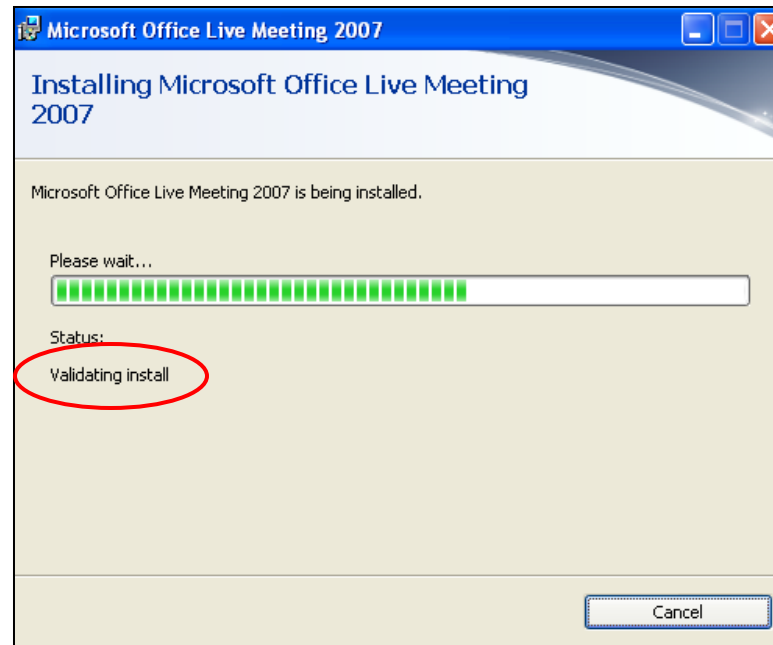 Microsoft Office Live Meeting 2007
Installing Microsoft Office Live Meeting
2007
Microsoft Office Live Meeting 2007 is being installed.
Please wait...
Status:
Validating install
Cancel